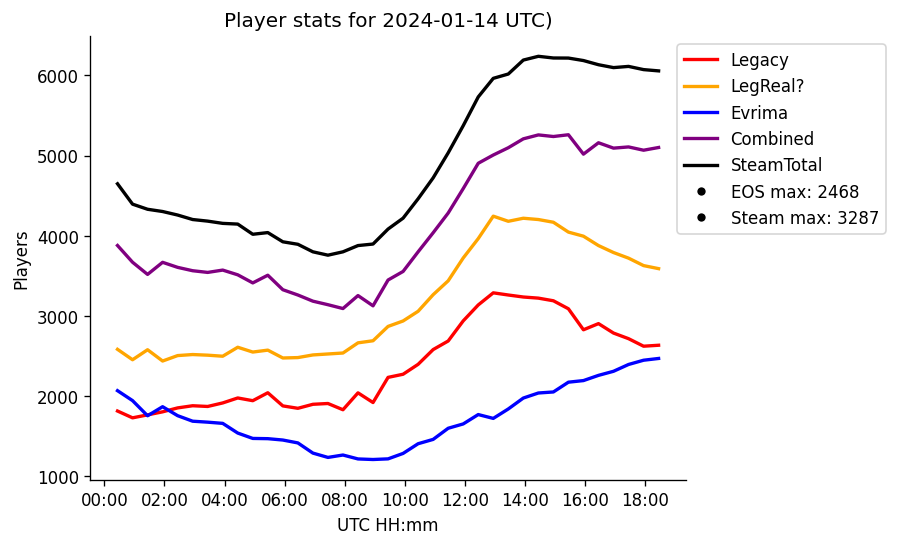 Player stats for 2024-01-14 UTC)
Legacy
LegReal?
Evrima
Combined
SteamTotal
EOS max: 2468
Steam max: 3287
Players
6000
5000
4000
3000
2000
1000
00:00 02:00 04:00 06:00 08:00 10:00 12:00 14:00 16:00 18:00
UTC HH:mm